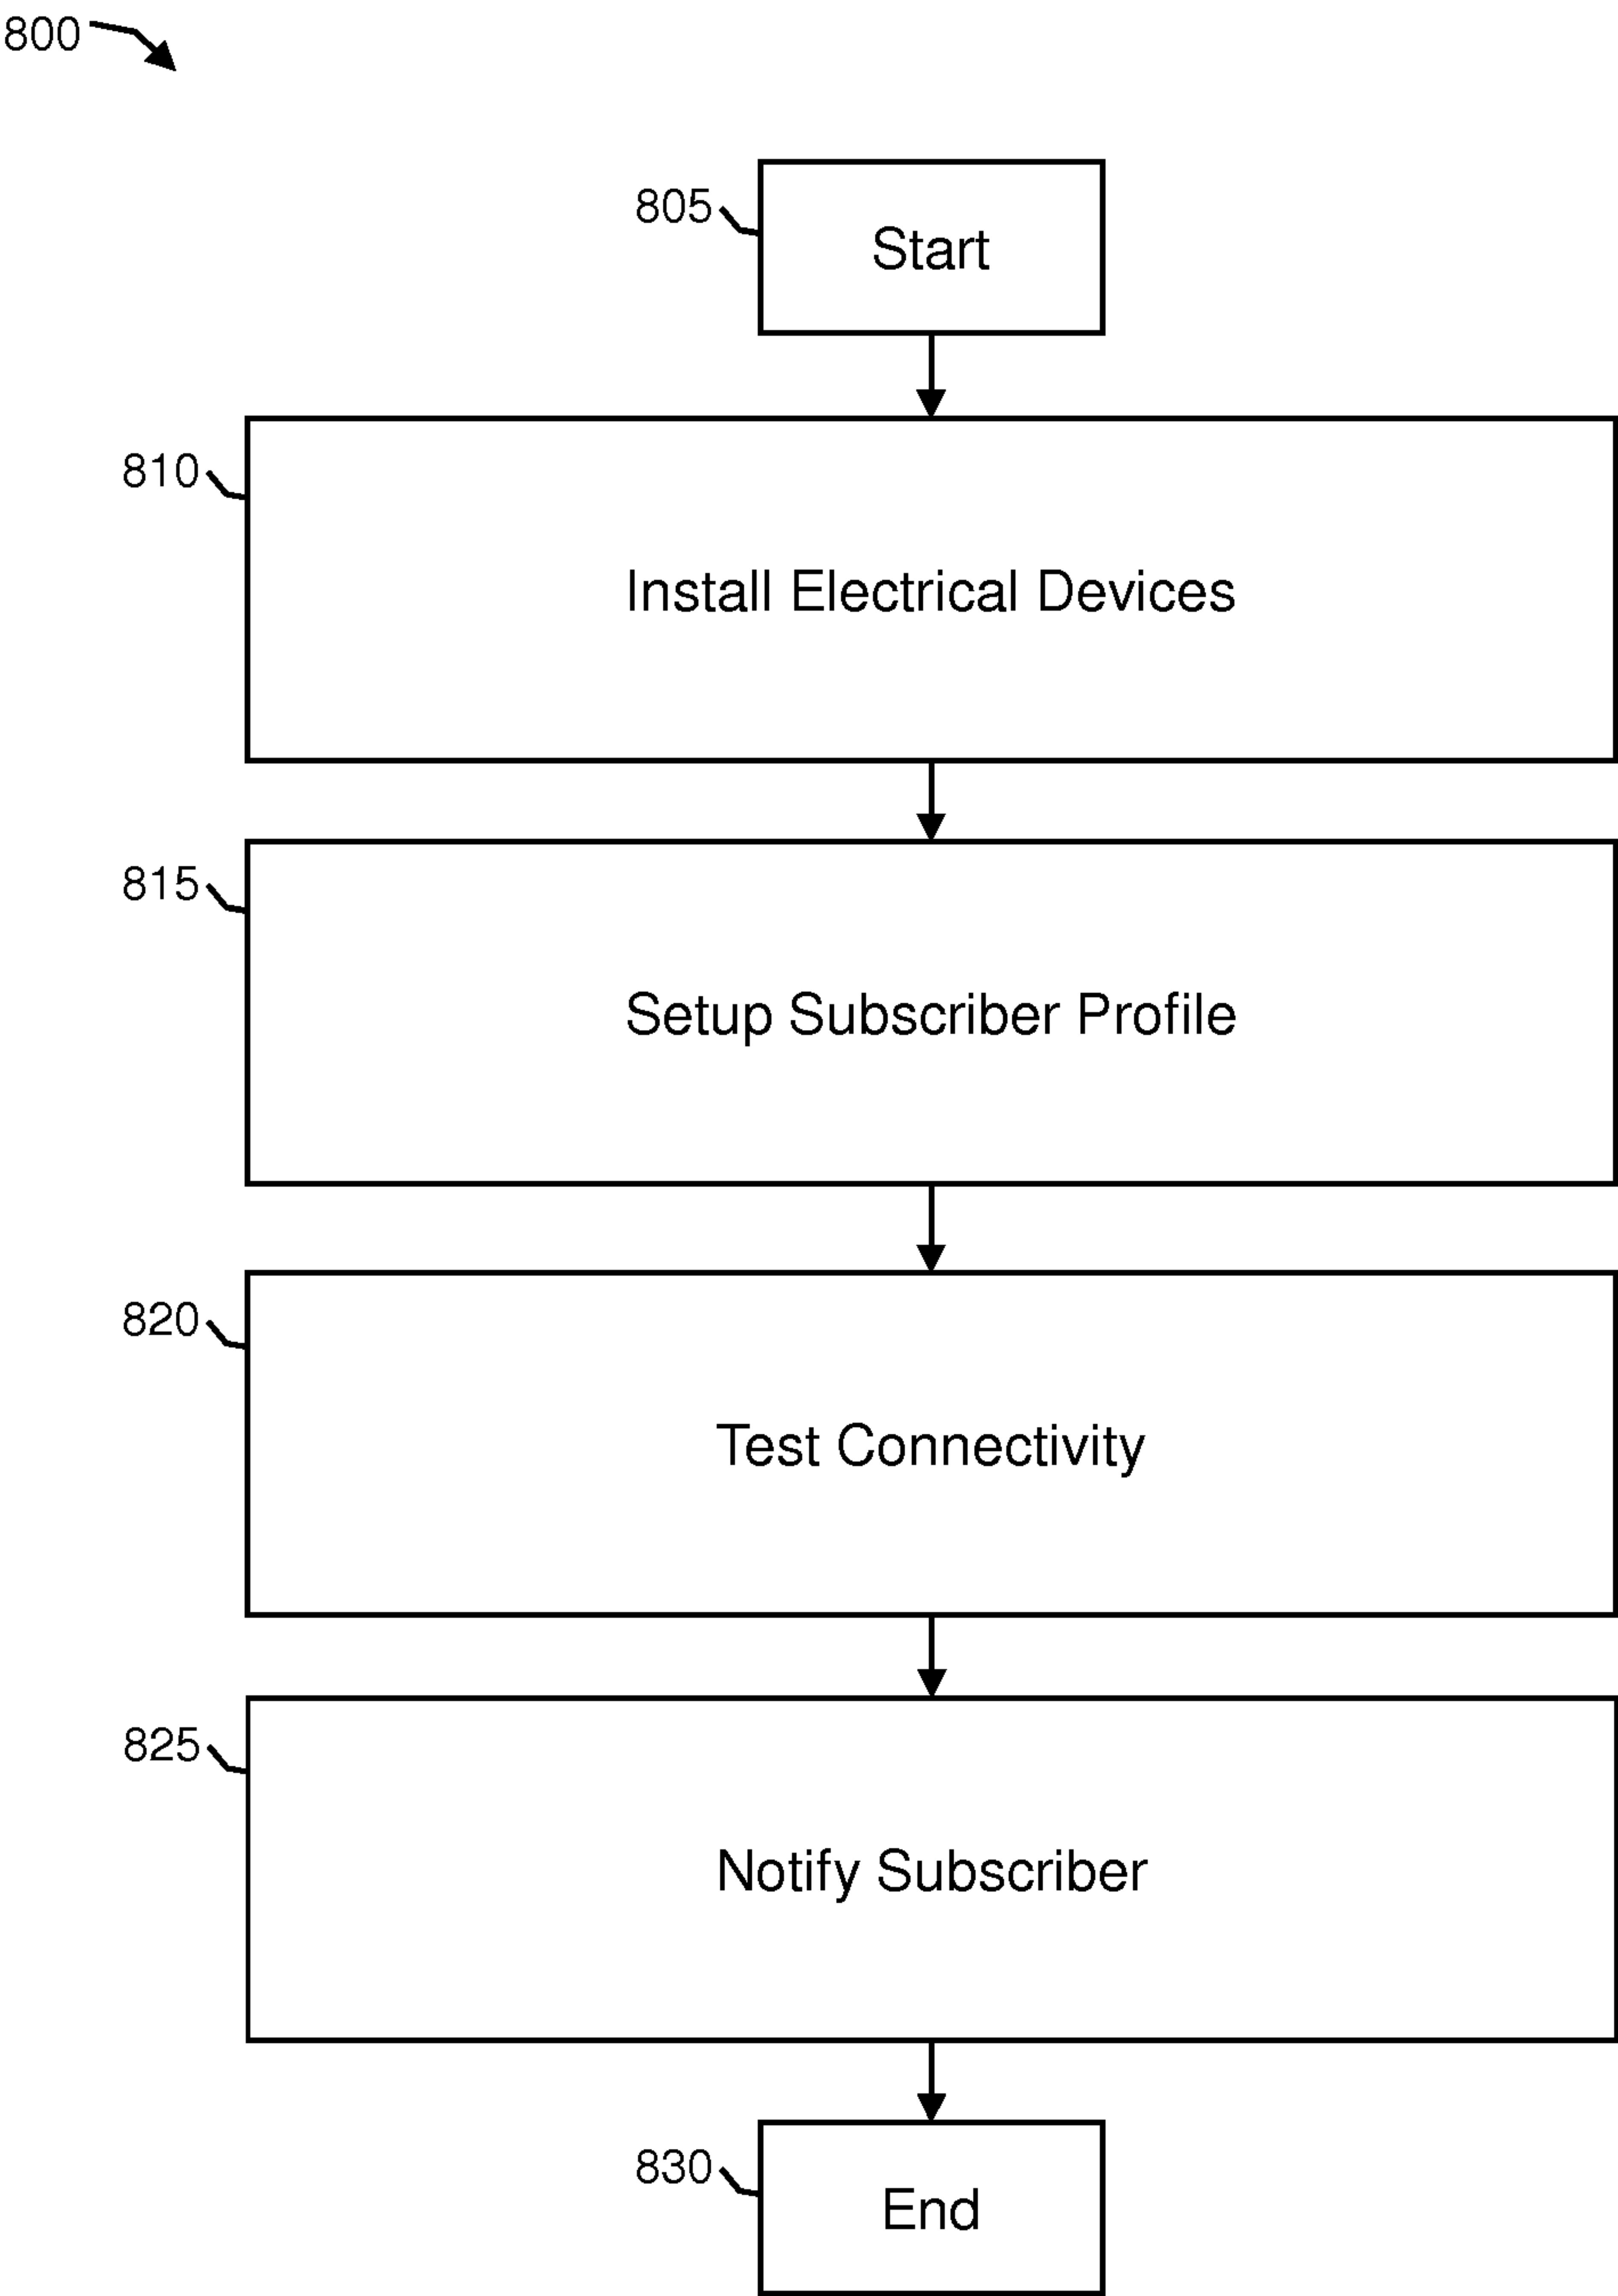 800
805
Start
810
Install Electrical Devices
815
Setup Subscriber Profile
820
Test Connectivity
825
Notify Subscriber
830
End